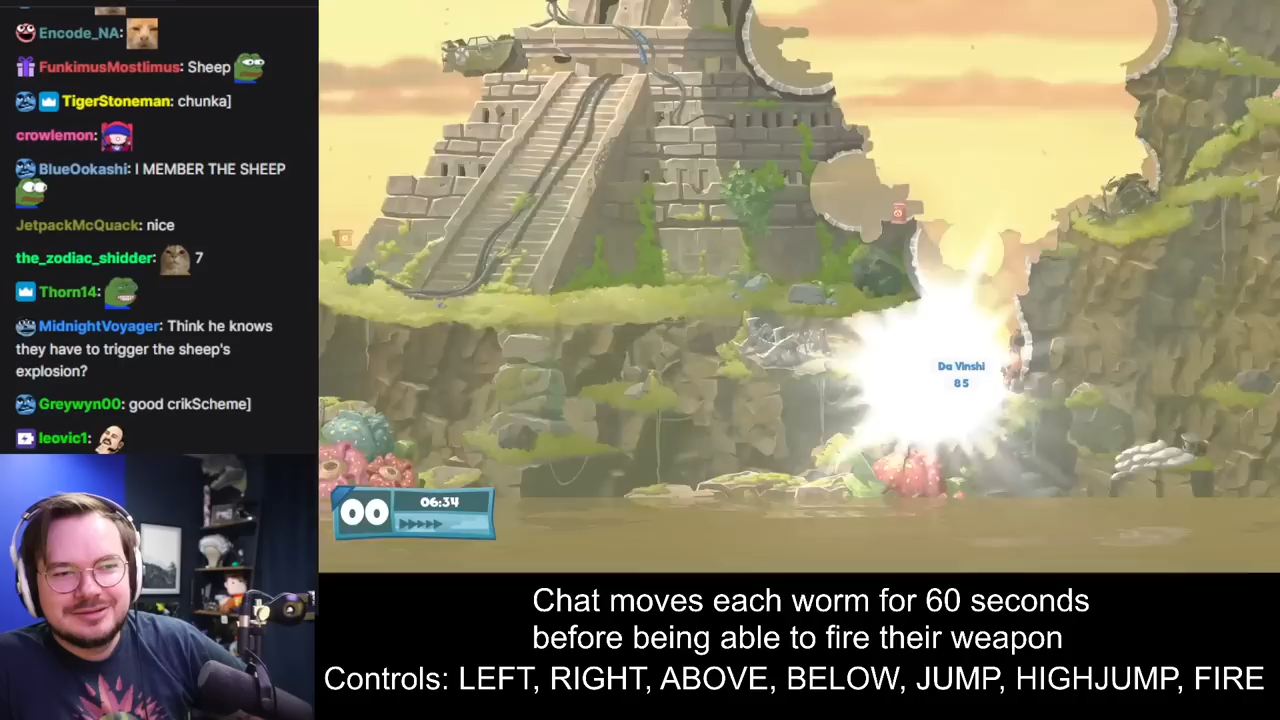 Encode_NA:
FunkimusMostlimus: Sheep
TigerStoneman: chunka]
crowlemon:
BlueOokashi: I MEMBER THE SHEEP
JetpackMcQuack: nice
the_zodiac_shidder: 7
Thorn14:
MidnightVoyager: Think he knows
they have to trigger the sheep's
explosion?
Greywyn00: good crikScheme]
leovic1:
Da Vinshi
85
00
06:34
Chat moves each worm for 60 seconds
before being able to fire their weapon
Controls: LEFT, RIGHT, ABOVE, BELOW, JUMP, HIGHJUMP, FIRE